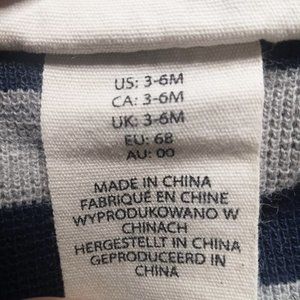 US: 3-6M
CA: 3-6M
UK: 3-6M
EU: 68
AU: 00
MADE IN CHINA
FABRIQUÉ EN CHINE
WYPRODUKOWANO W
CHINACH
HERGESTELLT IN CHINA
GEPRODUCEERD IN
CHINA